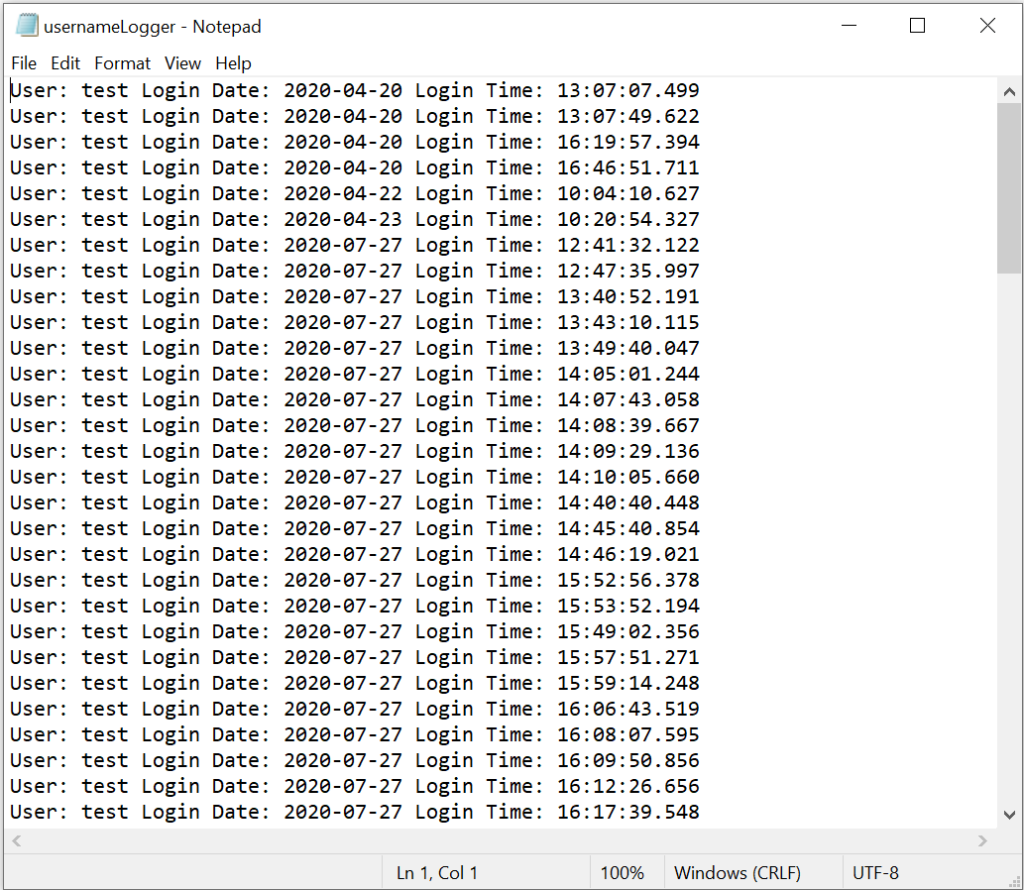 usernameLogger - Notepad
File Edit Format View Help
User: test Login Date: 2020-04-20 Login Time: 13:07:07.499
User: test Login Date: 2020-04-20 Login Time: 13:07:49.622
User: test Login Date: 2020-04-20 Login Time: 16:19:57.394
User: test Login Date: 2020-04-20 Login Time: 16:46:51.711
User: test Login Date: 2020-04-22 Login Time: 10:04:10.627
User: test Login Date: 2020-04-23 Login Time: 10:20:54.327
User: test Login Date: 2020-07-27 Login Time: 12:41:32.122
User: test Login Date: 2020-07-27 Login Time: 12:47:35.997
User: test Login Date: 2020-07-27 Login Time: 13:40:52.191
User: test Login Date: 2020-07-27 Login Time: 13:43:10.115
User: test Login Date: 2020-07-27 Login Time: 13:49:40.047
User: test Login Date: 2020-07-27 Login Time: 14:05:01.244
User: test Login Date: 2020-07-27 Login Time: 14:07:43.058
User: test Login Date: 2020-07-27 Login Time: 14:08:39.667
User: test Login Date: 2020-07-27 Login Time: 14:09:29.136
User: test Login Date: 2020-07-27 Login Time: 14:10:05.660
User: test Login Date: 2020-07-27 Login Time: 14:40:40.448
User: test Login Date: 2020-07-27 Login Time: 14:45:40.854
User: test Login Date: 2020-07-27 Login Time: 14:46:19.021
User: test Login Date: 2020-07-27 Login Time: 15:52:56.378
User: test Login Date: 2020-07-27 Login Time: 15:53:52.194
User: test Login Date: 2020-07-27 Login Time: 15:49:02.356
User: test Login Date: 2020-07-27 Login Time: 15:57:51.271
User: test Login Date: 2020-07-27 Login Time: 15:59:14.248
User: test Login Date: 2020-07-27 Login Time: 16:06:43.519
User: test Login Date: 2020-07-27 Login Time: 16:08:07.595
User: test Login Date: 2020-07-27 Login Time: 16:09:50.856
User: test Login Date: 2020-07-27 Login Time: 16:12:26.656
User: test Login Date: 2020-07-27 Login Time: 16:17:39.548
Ln 1, Col 1 100% Windows (CRLF) UTF-8